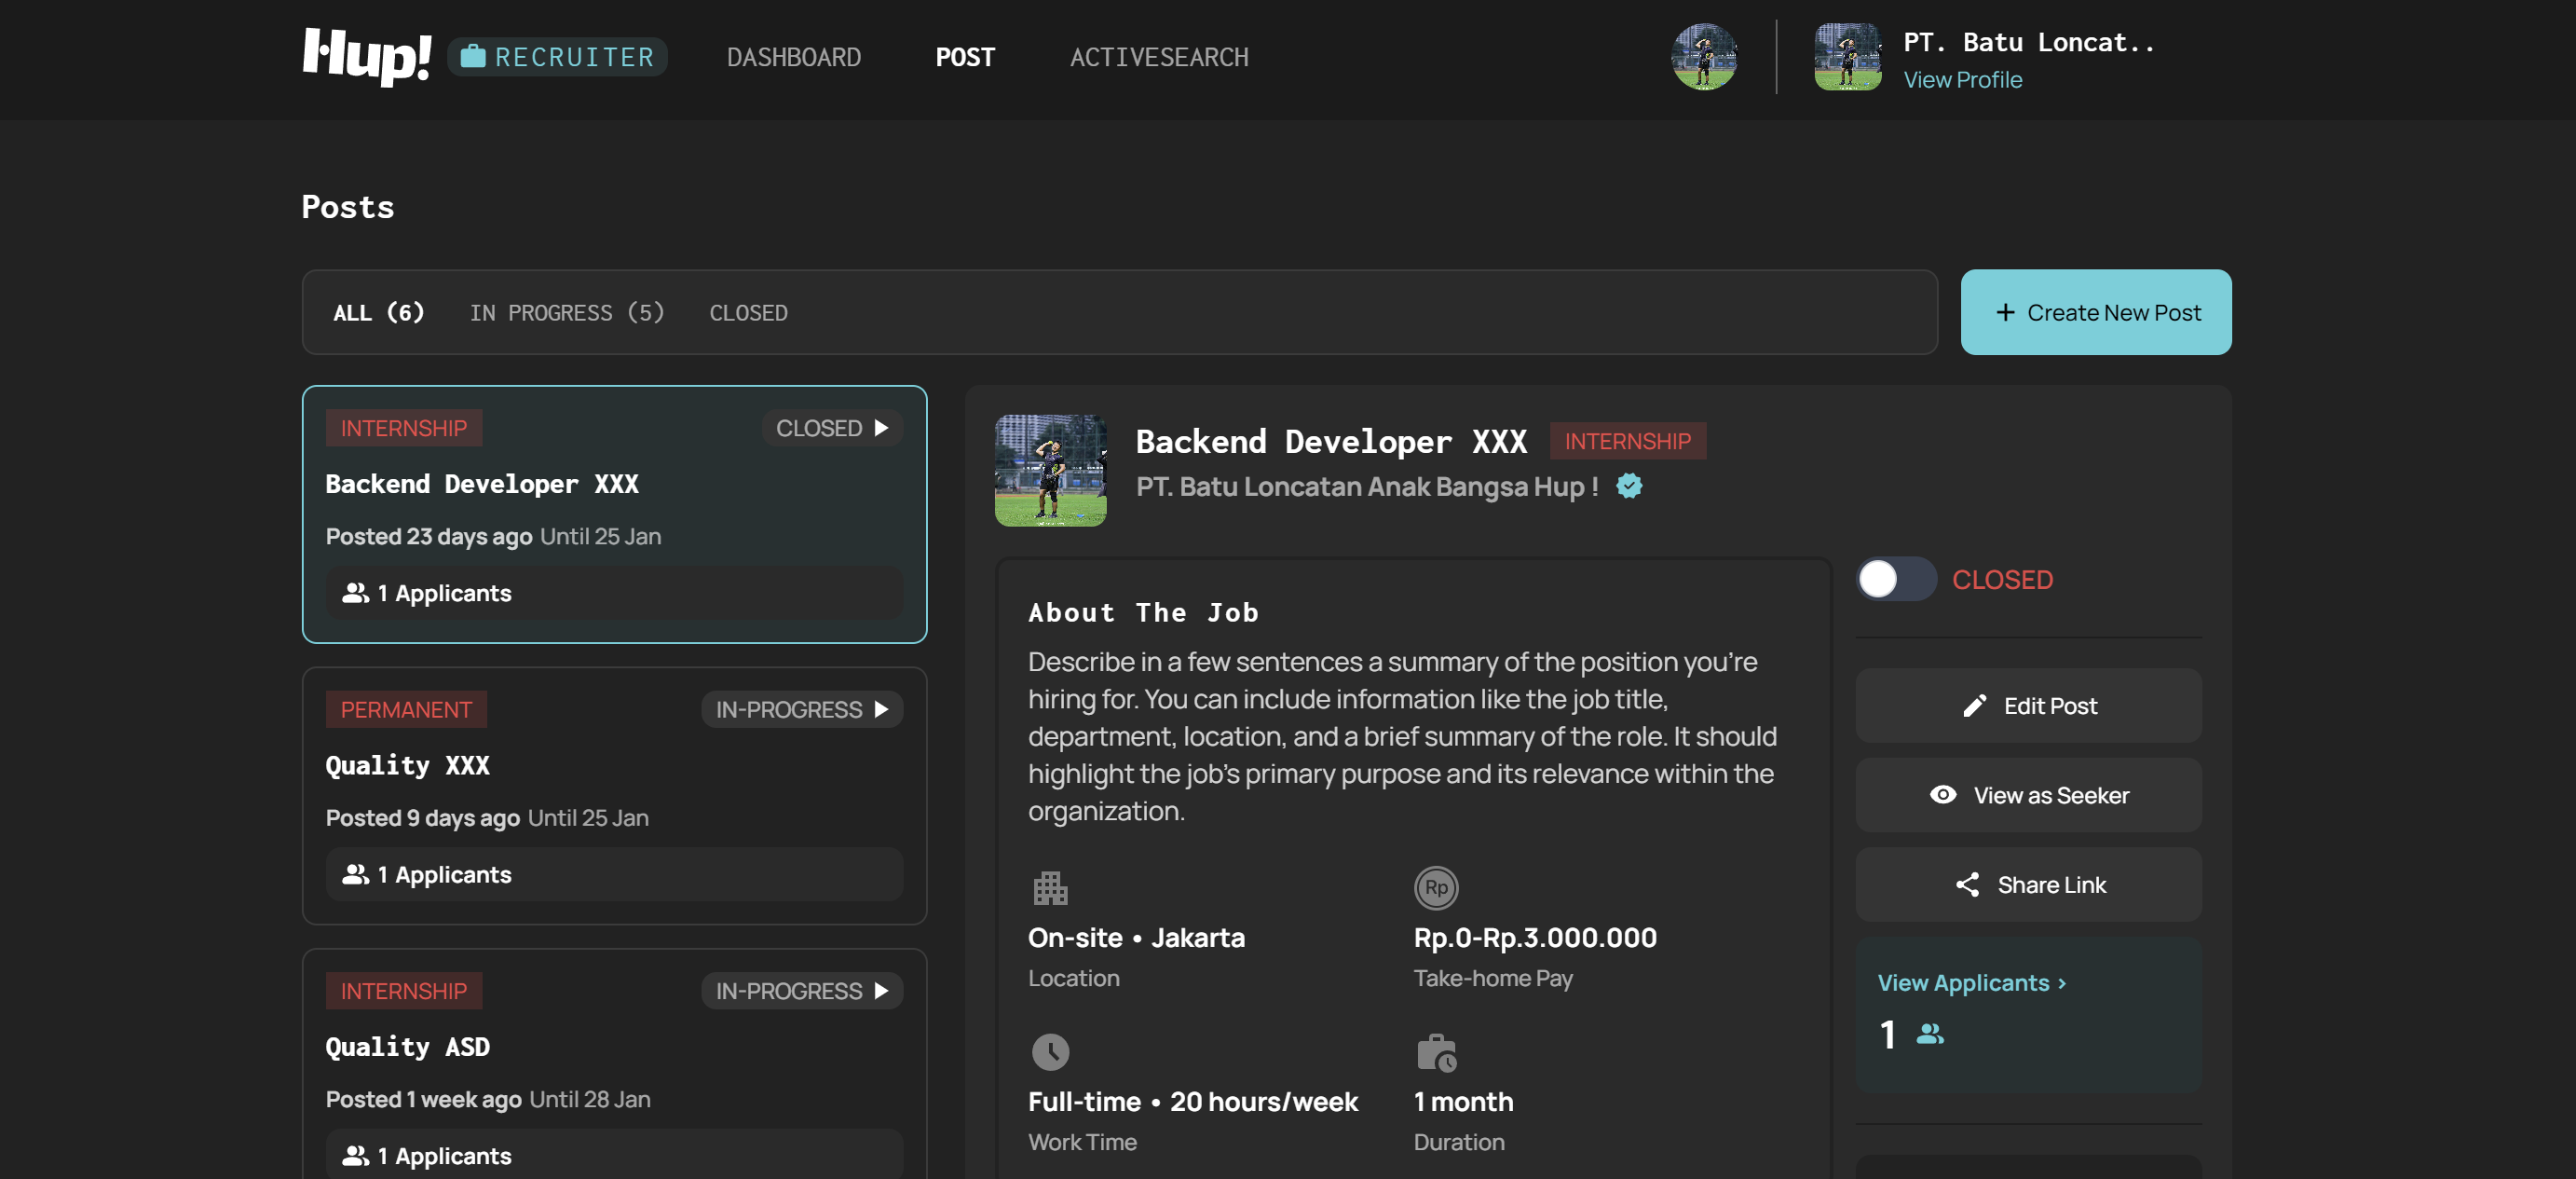 Hup!
RECRUITER
DASHBOARD
POST
ACTIVESEARCH
PT. Batu Loncat..
View Profile
Posts
ALL (6)
IN PROGRESS (5)
CLOSED
+ Create New Post
INTERNSHIP
CLOSED
Backend Developer XXX
Posted 23 days ago Until 25 Jan
1 Applicants
PERMANENT
IN-PROGRESS
Quality XXX
Posted 9 days ago Until 25 Jan
1 Applicants
INTERNSHIP
IN-PROGRESS
Quality ASD
Posted 1 week ago Until 28 Jan
1 Applicants
Backend Developer XXX
INTERNSHIP
PT. Batu Loncatan Anak Bangsa Hup !
About The Job
Describe in a few sentences a summary of the position you’re
hiring for. You can include information like the job title,
department, location, and a brief summary of the role. It should
highlight the job’s primary purpose and its relevance within the
organization.
On-site • Jakarta
Location
Rp
Rp.0-Rp.3.000.000
Take-home Pay
Full-time • 20 hours/week
Work Time
1 month
Duration
CLOSED
Edit Post
View as Seeker
Share Link
View Applicants ›
1